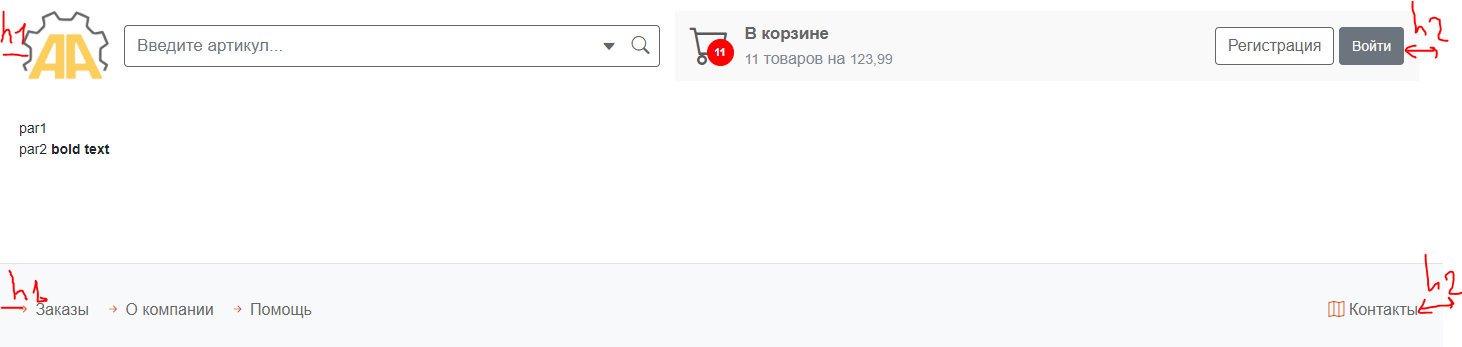 h1
AA
Введите артикул...
11
В корзине
11 товаров на 123,99
Регистрация
Войти
h2
par1
par2 bold text
h1
Заказы
О компании
Помощь
Контакты
h2